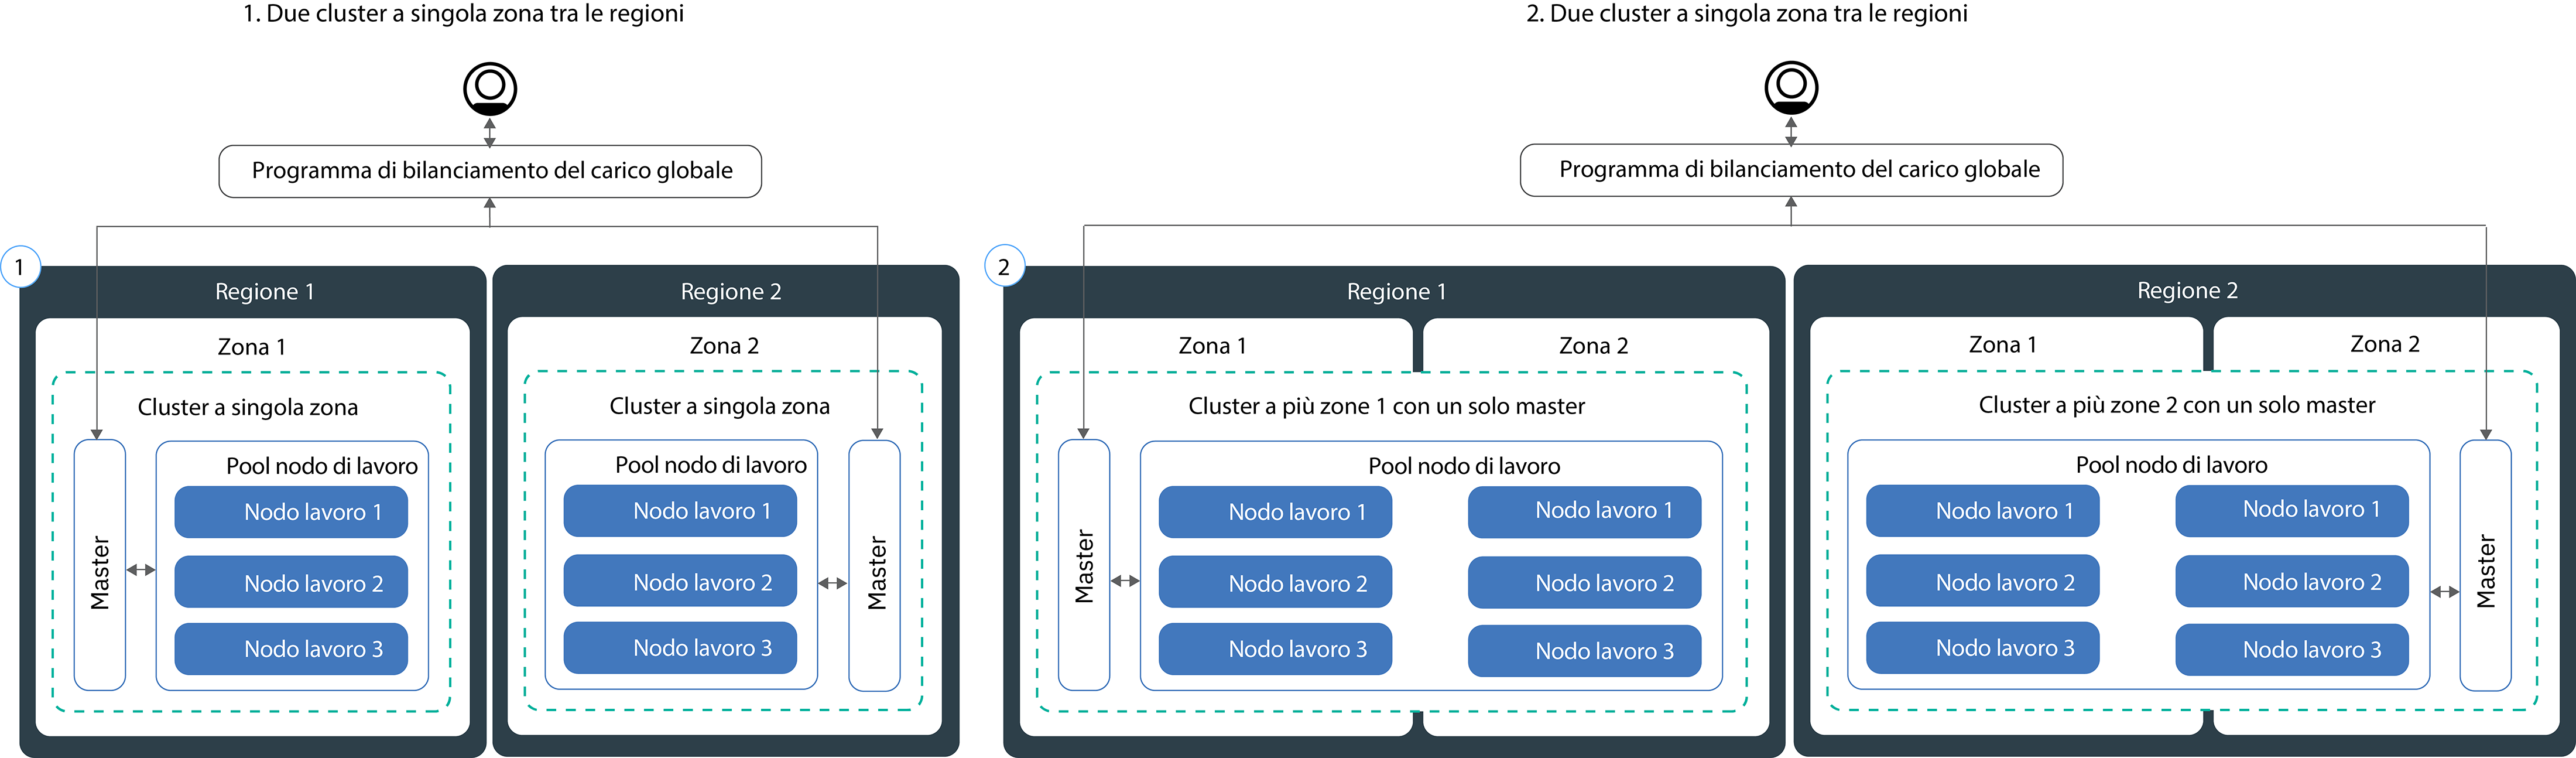 1. Due cluster a singola zona tra le regioni
Programma di bilanciamento del carico globale
1
Regione 1
Zona 1
Cluster a singola zona
Master
Pool nodo di lavoro
Nodo lavoro 1
Nodo lavoro 2
Nodo lavoro 3
Regione 2
Zona 2
Cluster a singola zona
Pool nodo di lavoro
Nodo lavoro 1
Nodo lavoro 2
Nodo lavoro 3
Master
2. Due cluster a singola zona tra le regioni
Programma di bilanciamento del carico globale
2
Regione 1
Zona 1
Zona 2
Cluster a più zone 1 con un solo master
Master
Pool nodo di lavoro
Nodo lavoro 1
Nodo lavoro 1
Nodo lavoro 2
Nodo lavoro 2
Nodo lavoro 3
Nodo lavoro 3
Regione 2
Zona 1
Zona 2
Cluster a più zone 2 con un solo master
Pool nodo di lavoro
Nodo lavoro 1
Nodo lavoro 1
Nodo lavoro 2
Nodo lavoro 2
Nodo lavoro 3
Nodo lavoro 3
Master